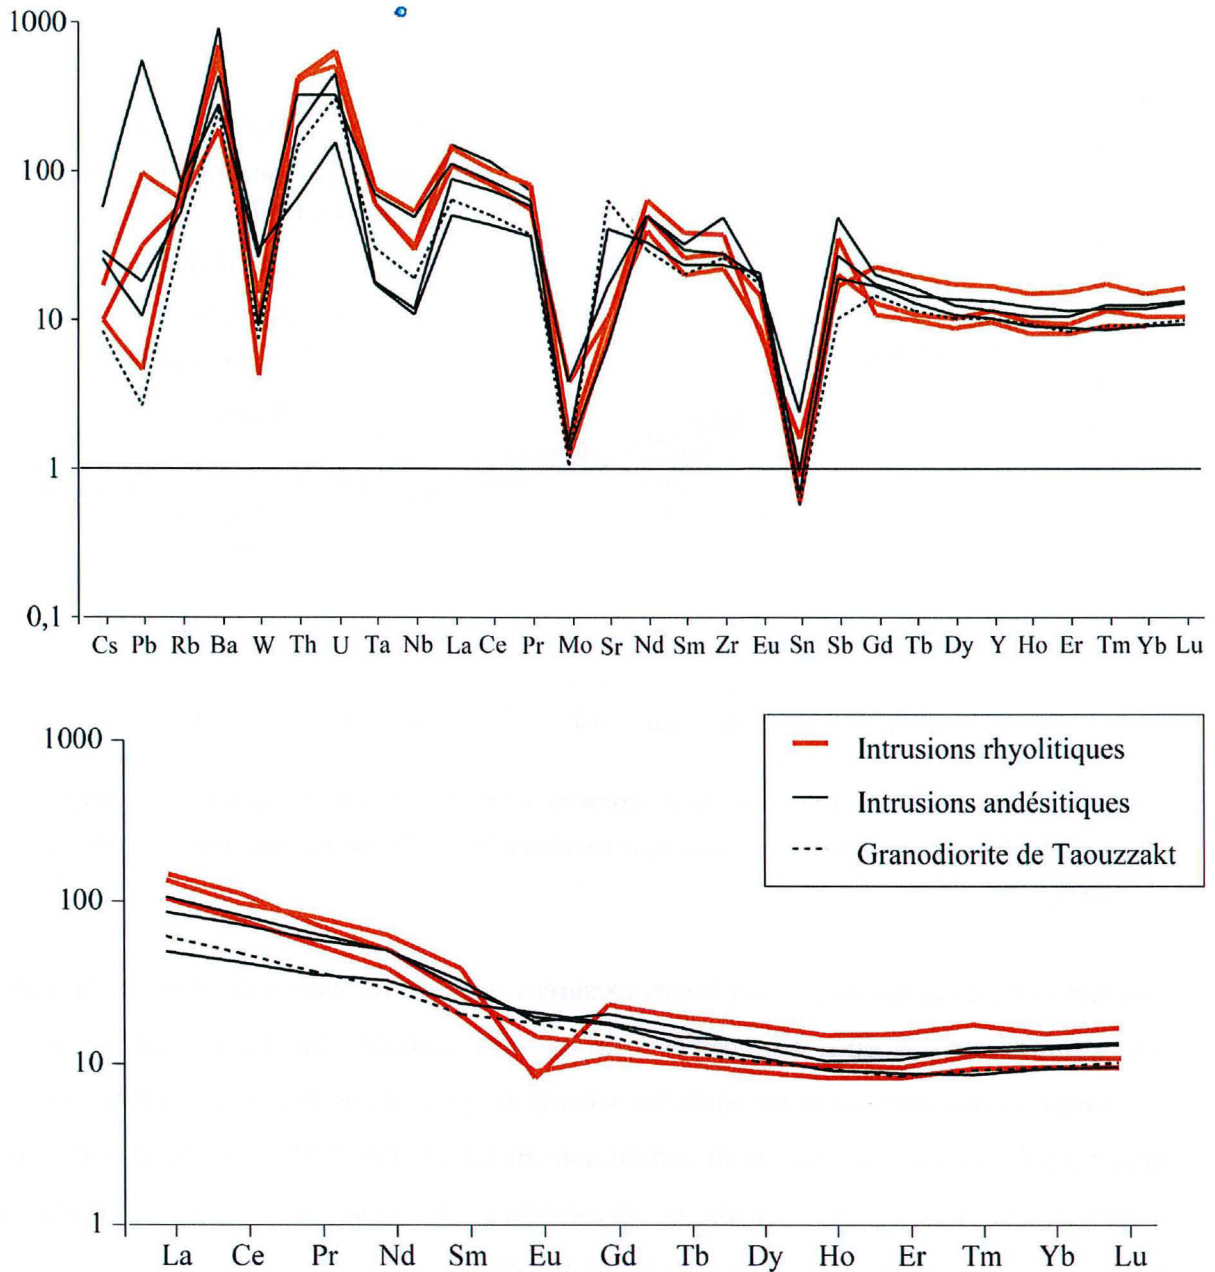 1000
100
10
1
0,1
Cs Pb Rb Ba W Th U Ta Nb La Ce Pr Mo Sr Nd Sm Zr Eu Sn Sb Gd Tb Dy Y Ho Er Tm Yb Lu
1000
100
10
1
Intrusions rhyolitiques
Intrusions andésitiques
Granodiorite de Taouzzakt
La Ce Pr Nd Sm Eu Gd Tb Dy Ho Er Tm Yb Lu